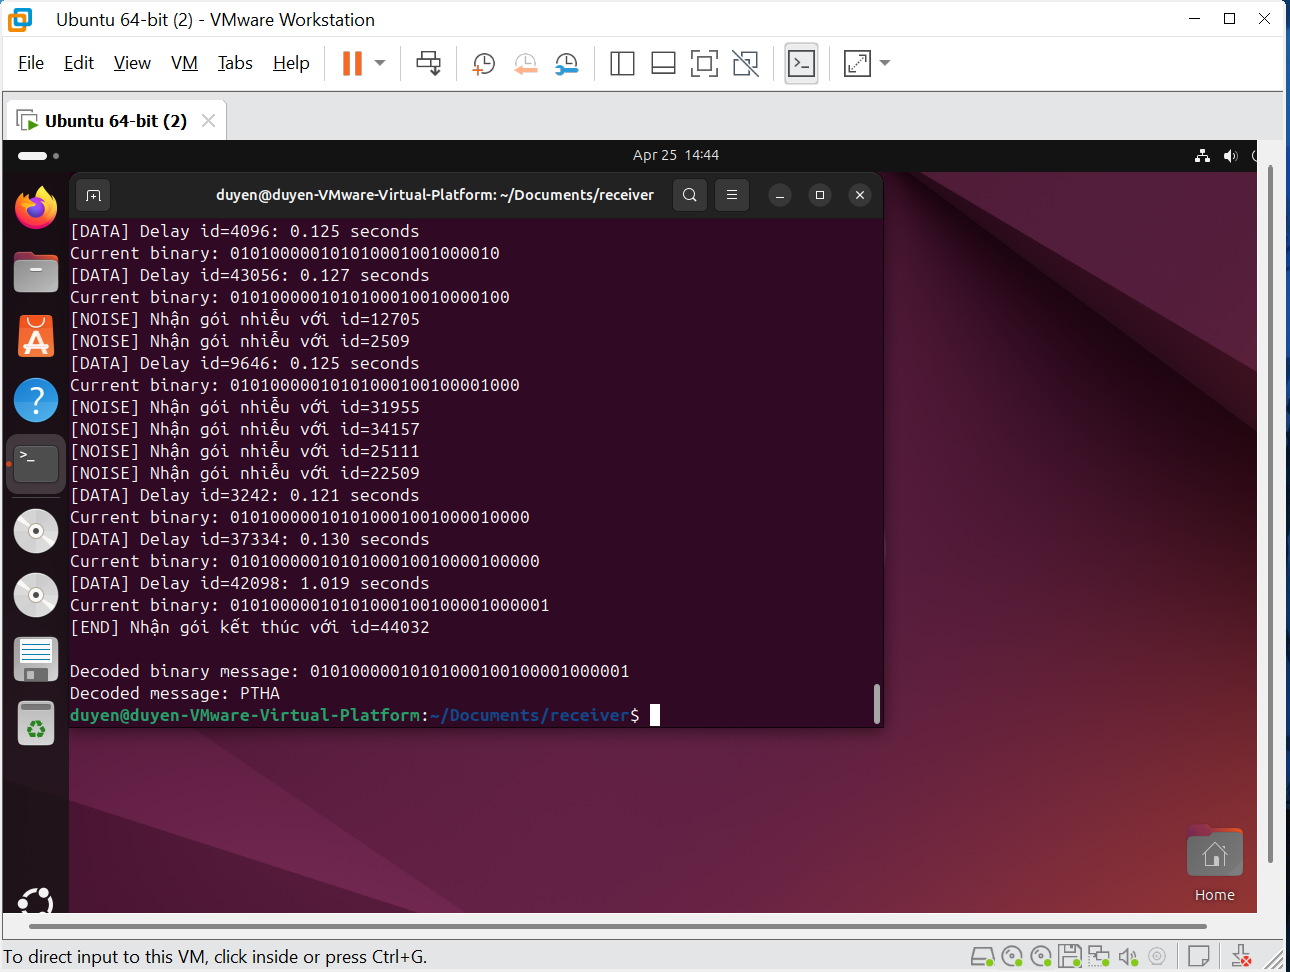 Ubuntu 64-bit (2) - VMware Workstation
File Edit View VM Tabs Help
Ubuntu 64-bit (2)
Apr 25 14:44
duyen@duyen-VMware-Virtual-Platform: ~/Documents/receiver
[DATA] Delay id=4096: 0.125 seconds
Current binary: 010100000101010001001000010
[DATA] Delay id=43056: 0.127 seconds
Current binary: 0101000001010100010010000100
[NOISE] Nhận gói nhiễu với id=12705
[NOISE] Nhận gói nhiễu với id=2509
[DATA] Delay id=9646: 0.125 seconds
Current binary: 01010000010101000100100001000
[NOISE] Nhận gói nhiễu với id=31955
[NOISE] Nhận gói nhiễu với id=34157
[NOISE] Nhận gói nhiễu với id=25111
[NOISE] Nhận gói nhiễu với id=22509
[DATA] Delay id=3242: 0.121 seconds
Current binary: 010100000101010001001000010000
[DATA] Delay id=37334: 0.130 seconds
Current binary: 0101000001010100010010000100000
[DATA] Delay id=42098: 1.019 seconds
Current binary: 01010000010101000100100001000001
[END] Nhận gói kết thúc với id=44032
Decoded binary message: 01010000010101000100100001000001
Decoded message: PTHA
duyen@duyen-VMware-Virtual-Platform:~/Documents/receiver$
Home
To direct input to this VM, click inside or press Ctrl+G.